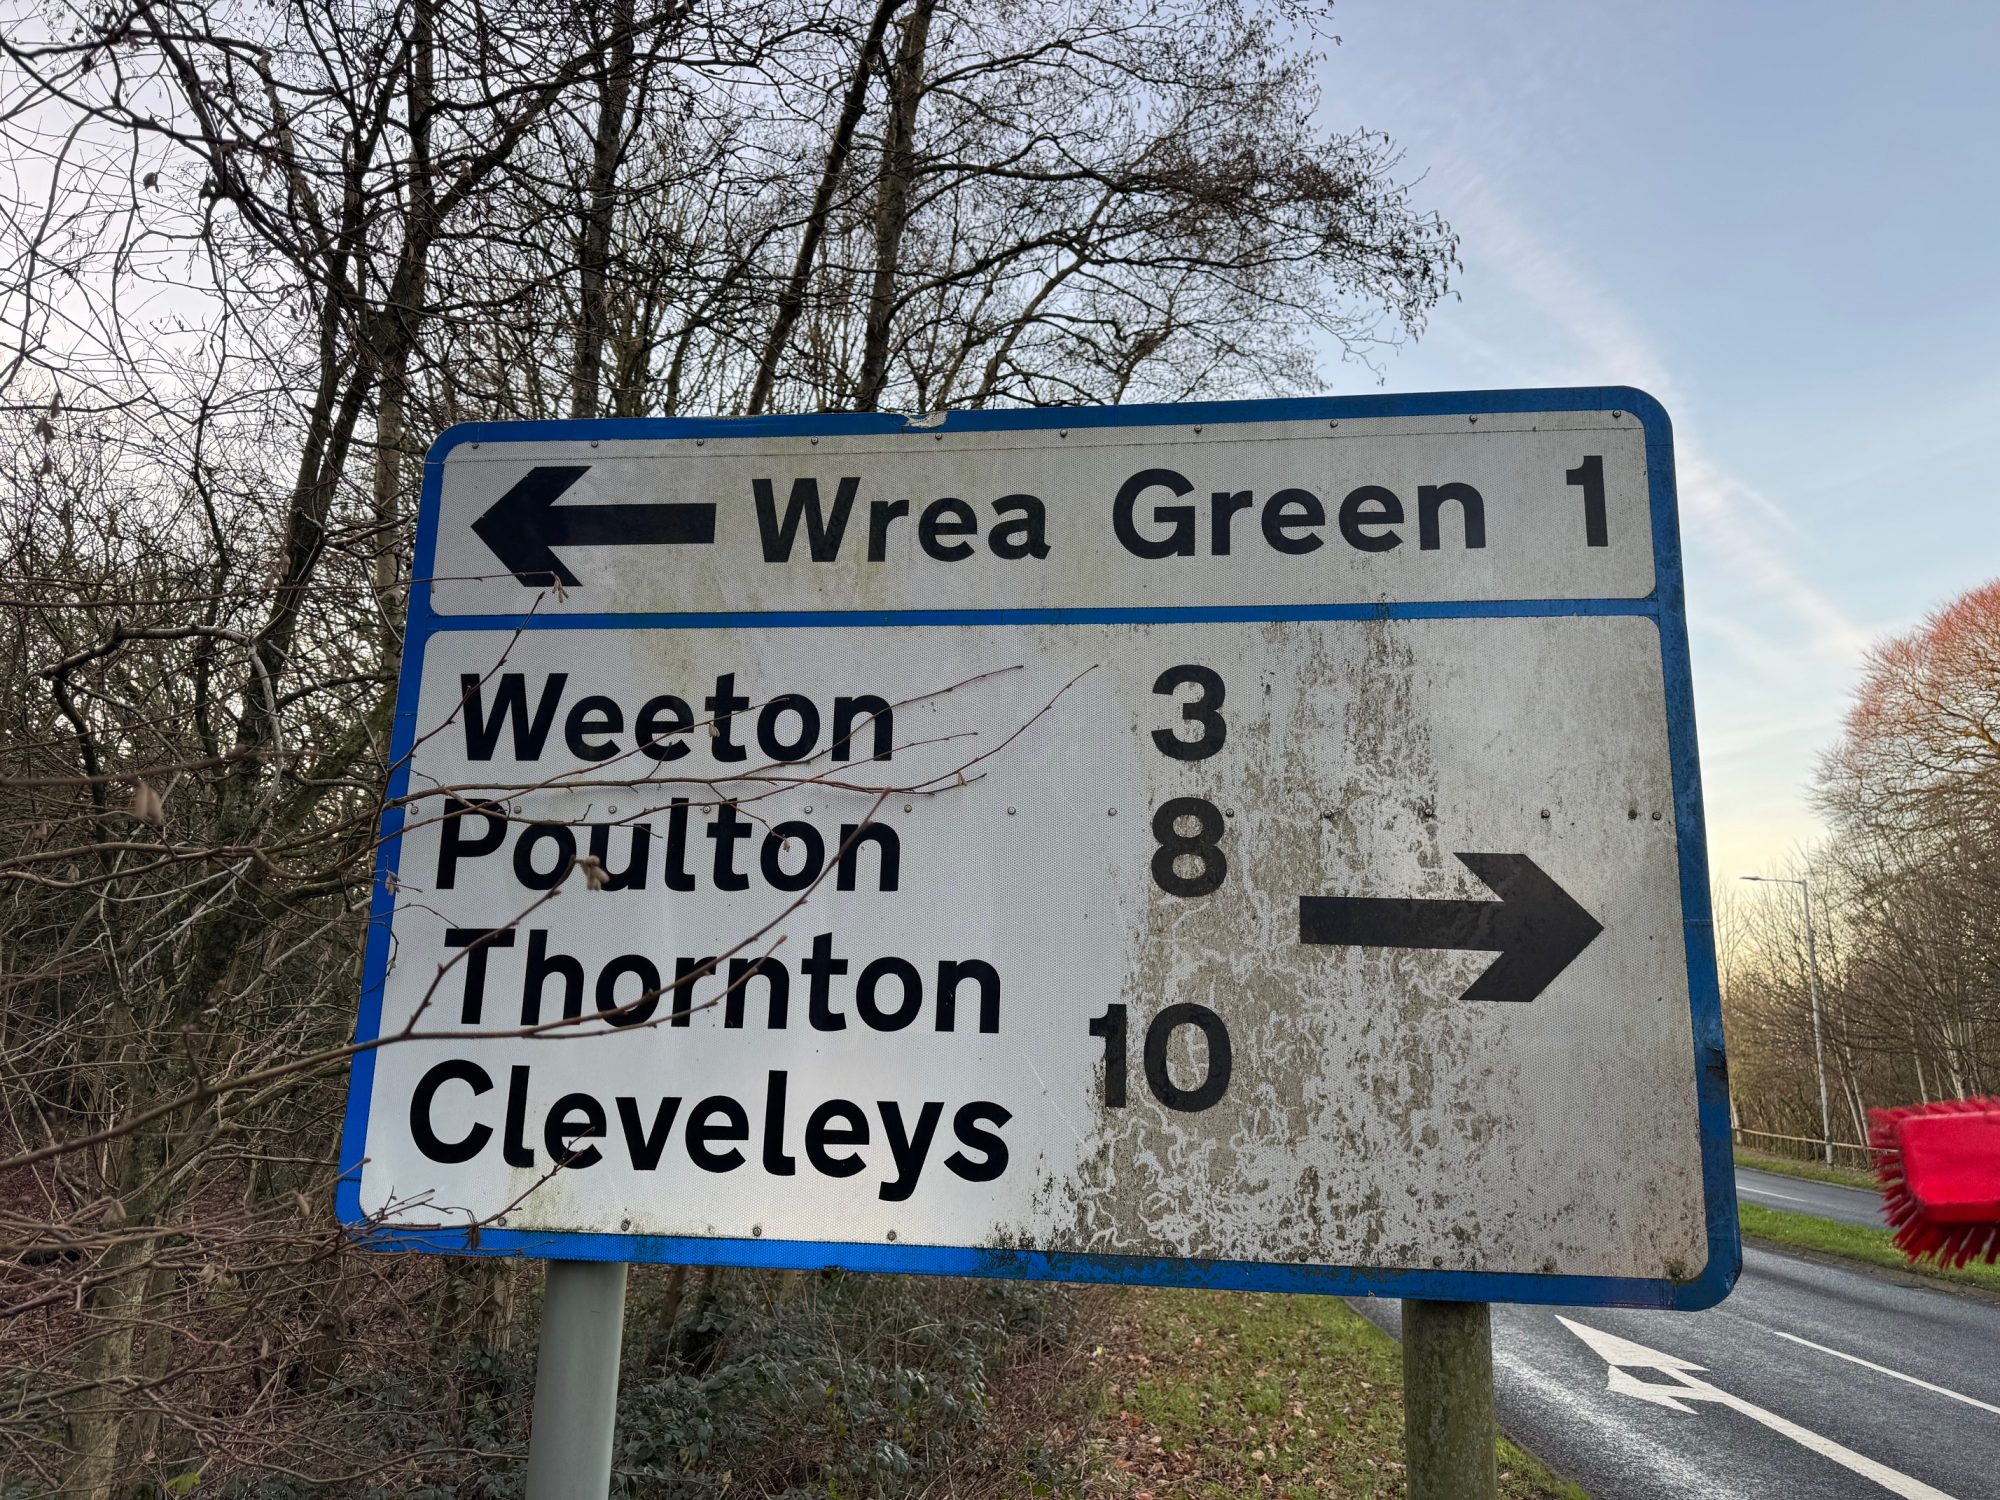 Wrea Green 1
Weeton 3
Poulton 8
Thornton
Cleveleys 10